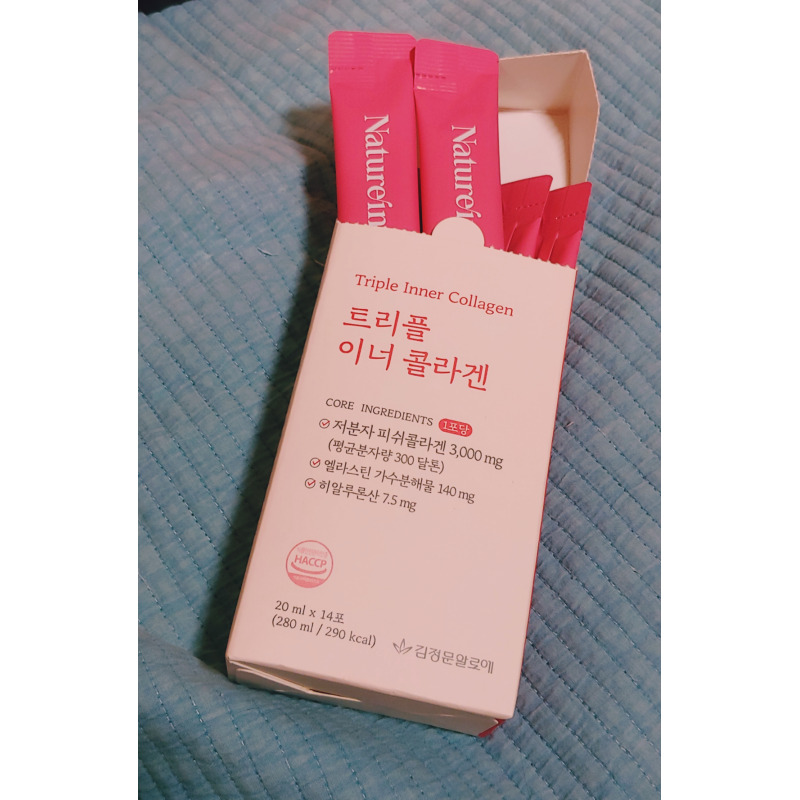 Triple Inner Collagen
트리플
이너 콜라겐
CORE INGREDIENTS 1포당
저분자 피쉬콜라겐 3,000 mg
(평균분자량 300 달톤)
엘라스틴 가수분해물 140 mg
히알루론산 7.5 mg
HACCP
20 ml x 14포
(280 ml / 290 kcal)
김정문알로에